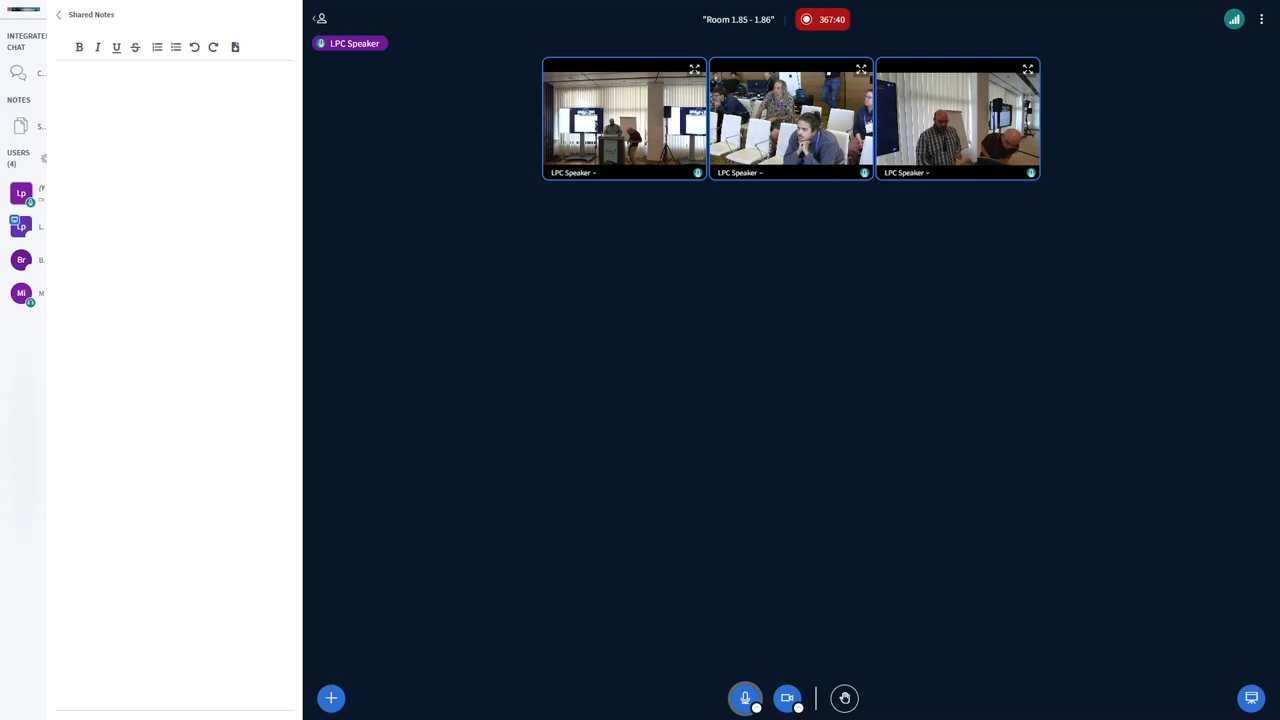 Shared Notes
"Room 1.85 - 1.86"
367:40
LPC Speaker
INTEGRATE
CHAT
C..
NOTES
S..
USERS
(4)
Lp
Lp
L..
Br
B.
Mi
M
LPC Speaker
LPC Speaker
LPC Speaker